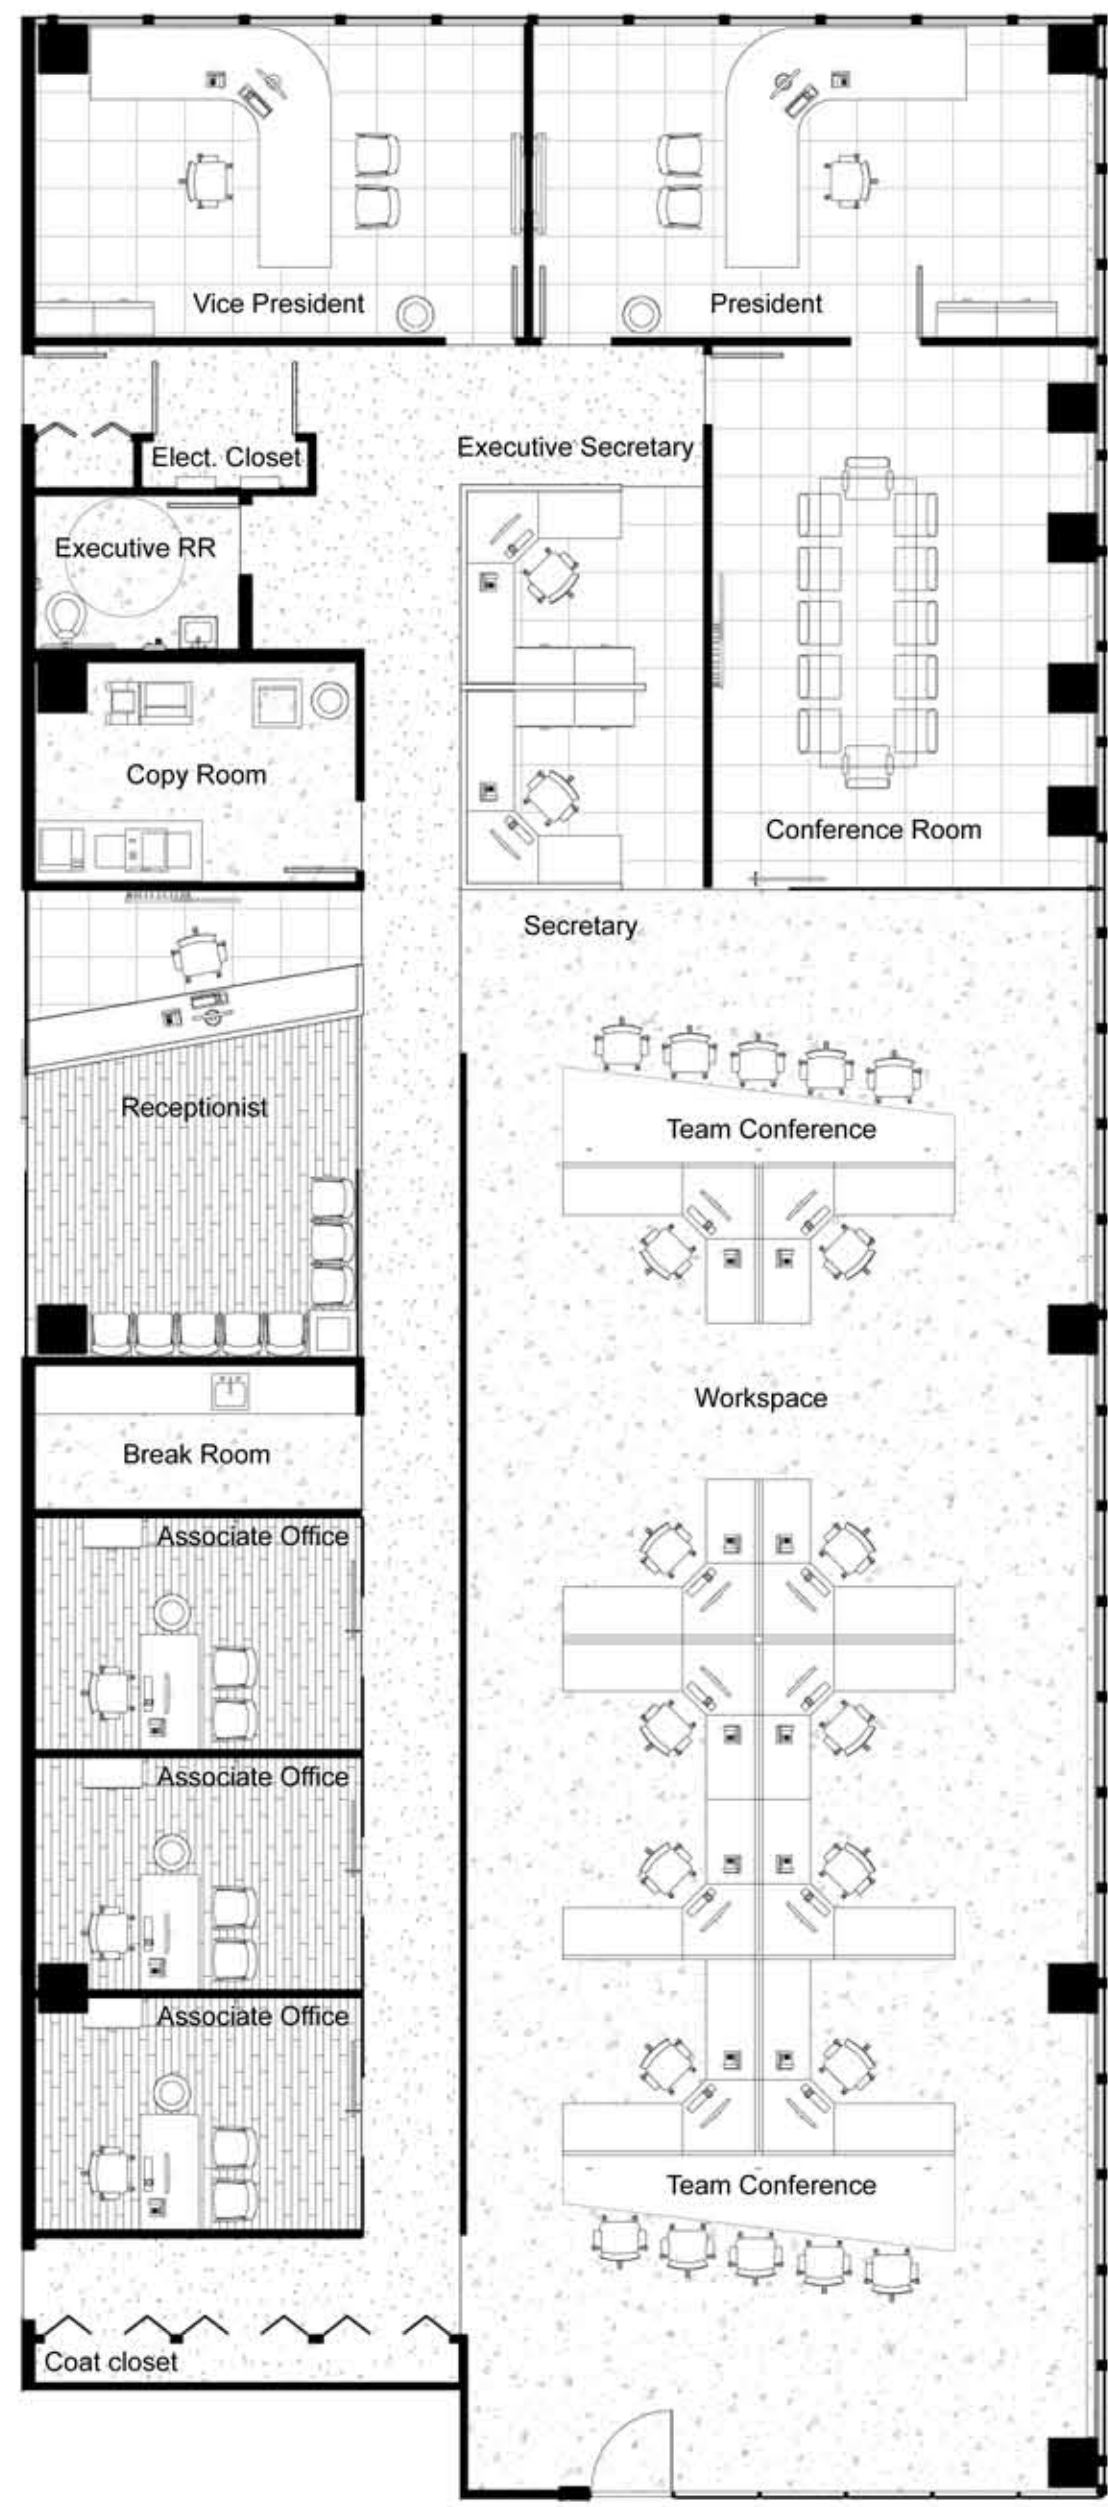 Vice President
President
Elect. Closet
Executive Secretary
Executive RR
Copy Room
Conference Room
Secretary
Receptionist
Team Conference
Workspace
Break Room
Associate Office
Associate Office
Associate Office
Team Conference
Coat closet